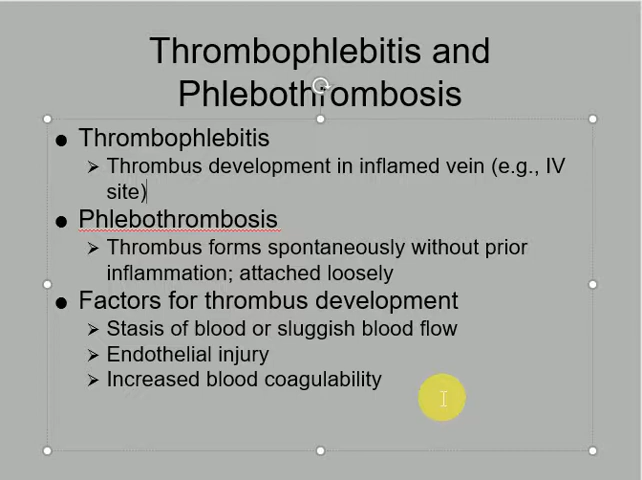 Thrombophlebitis and
Phlebothrombosis
● Thrombophlebitis
➢ Thrombus development in inflamed vein (e.g., IV
site)
● Phlebothrombosis
➢ Thrombus forms spontaneously without prior
inflammation; attached loosely
● Factors for thrombus development
➢ Stasis of blood or sluggish blood flow
➢ Endothelial injury
➢ Increased blood coagulability